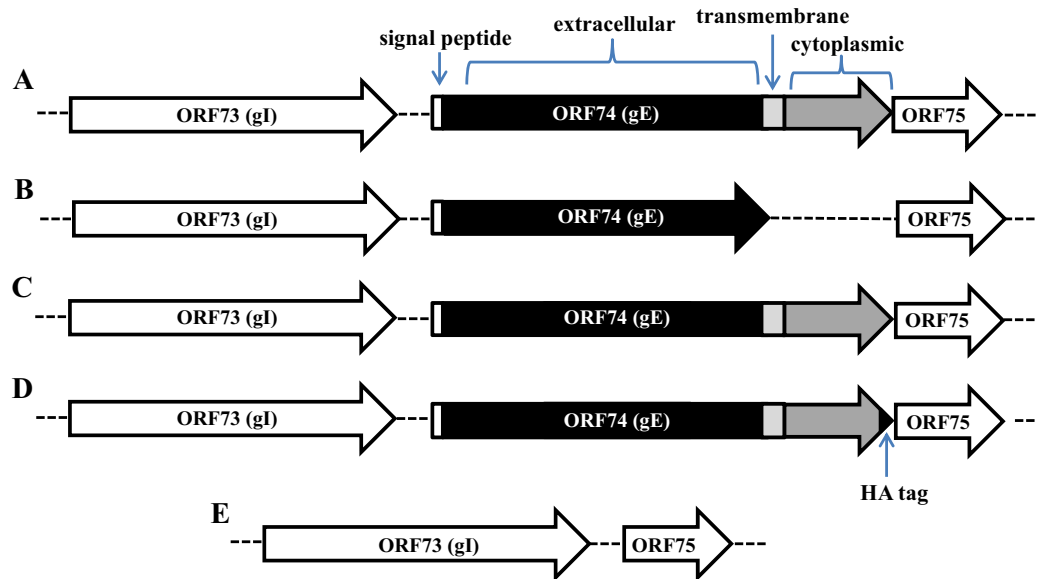 signal peptide
extracellular
transmembrane
cytoplasmic
A
ORF73 (gI)
ORF74 (gE)
ORF75
B
ORF73 (gI)
ORF74 (gE)
ORF75
C
ORF73 (gI)
ORF74 (gE)
ORF75
D
ORF73 (gI)
ORF74 (gE)
ORF75
HA tag
E
ORF73 (gI)
ORF75